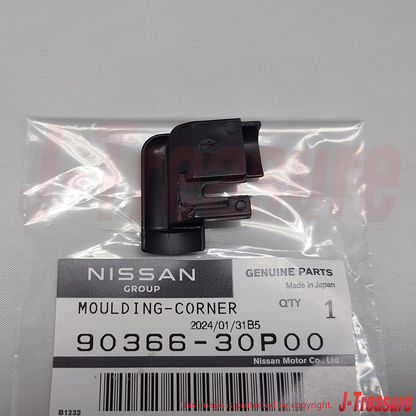 J-Treasure
NISSAN GENUINE PARTS
GROUP Made in Japan
MOULDING-CORNER QTY 1
2024/01/31B5
90366-30P00
Nissan Motor Co., Ltd
B1232
J-Treasure